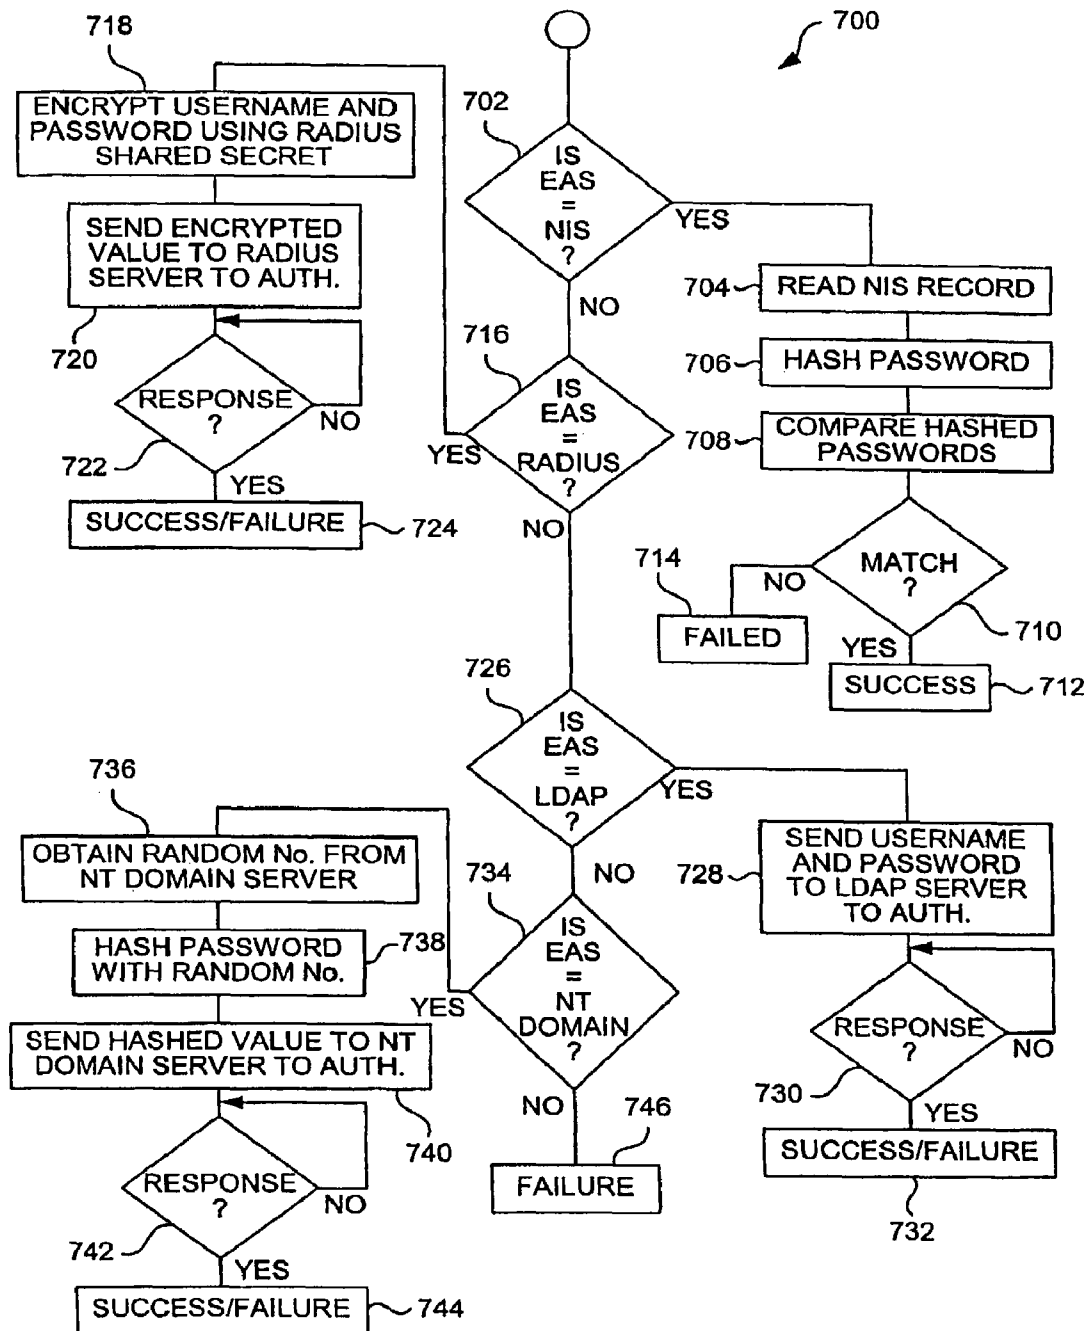 700
718
ENCRYPT USERNAME AND
PASSWORD USING RADIUS
SHARED SECRET
SEND ENCRYPTED
VALUE TO RADIUS
SERVER TO AUTH.
720
RESPONSE
?
NO
722
YES
SUCCESS/FAILURE
724
702
IS
EAS
=
NIS
?
YES
NO
704
READ NIS RECORD
706
HASH PASSWORD
708
COMPARE HASHED
PASSWORDS
MATCH
?
710
NO
714
FAILED
YES
SUCCESS
712
716
IS
EAS
=
RADIUS
?
YES
NO
726
IS
EAS
=
LDAP
?
YES
NO
728
SEND USERNAME
AND PASSWORD
TO LDAP SERVER
TO AUTH.
RESPONSE
?
NO
730
YES
SUCCESS/FAILURE
732
734
IS
EAS
=
NT
DOMAIN
?
YES
NO
746
FAILURE
736
OBTAIN RANDOM No. FROM
NT DOMAIN SERVER
HASH PASSWORD
WITH RANDOM No.
738
SEND HASHED VALUE TO NT
DOMAIN SERVER TO AUTH.
740
RESPONSE
?
NO
742
YES
SUCCESS/FAILURE
744